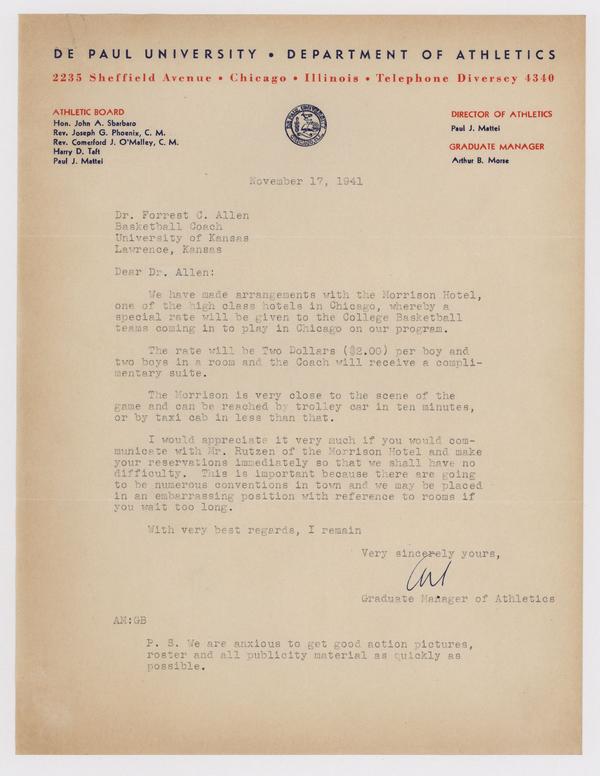 DE PAUL UNIVERSITY • DEPARTMENT OF ATHLETICS
2235 Sheffield Avenue • Chicago • Illinois • Telephone Diversey 4340
ATHLETIC BOARD
Hon. John A. Sbarbaro
Rev. Joseph G. Phoenix, C. M.
Rev. Comerford J. O'Malley, C. M.
Harry D. Taft
Paul J. Mattei
DE PAUL UNIVERSITY
CHICAGO
DIRECTOR OF ATHLETICS
Paul J. Mattei
GRADUATE MANAGER
Arthur B. Morse
November 17, 1941
Dr. Forrest C. Allen
Basketball Coach
University of Kansas
Lawrence, Kansas
Dear Dr. Allen:
We have made arrangements with the Morrison Hotel,
one of the high class hotels in Chicago, whereby a
special rate will be given to the College Basketball
teams coming in to play in Chicago on our program.
The rate will be Two Dollars ($2.00) per boy and
two boys in a room and the Coach will receive a compli-
mentary suite.
The Morrison is very close to the scene of the
game and can be reached by trolley car in ten minutes,
or by taxi cab in less than that.
I would appreciate it very much if you would com-
municate with Mr. Rutzen of the Morrison Hotel and make
your reservations immediately so that we shall have no
difficulty. This is important because there are going
to be numerous conventions in town and we may be placed
in an embarrassing position with reference to rooms if
you wait too long.
With very best regards, I remain
Very sincerely yours,
Art
Graduate Manager of Athletics
AM:GB
P. S. We are anxious to get good action pictures,
roster and all publicity material as quickly as
possible.